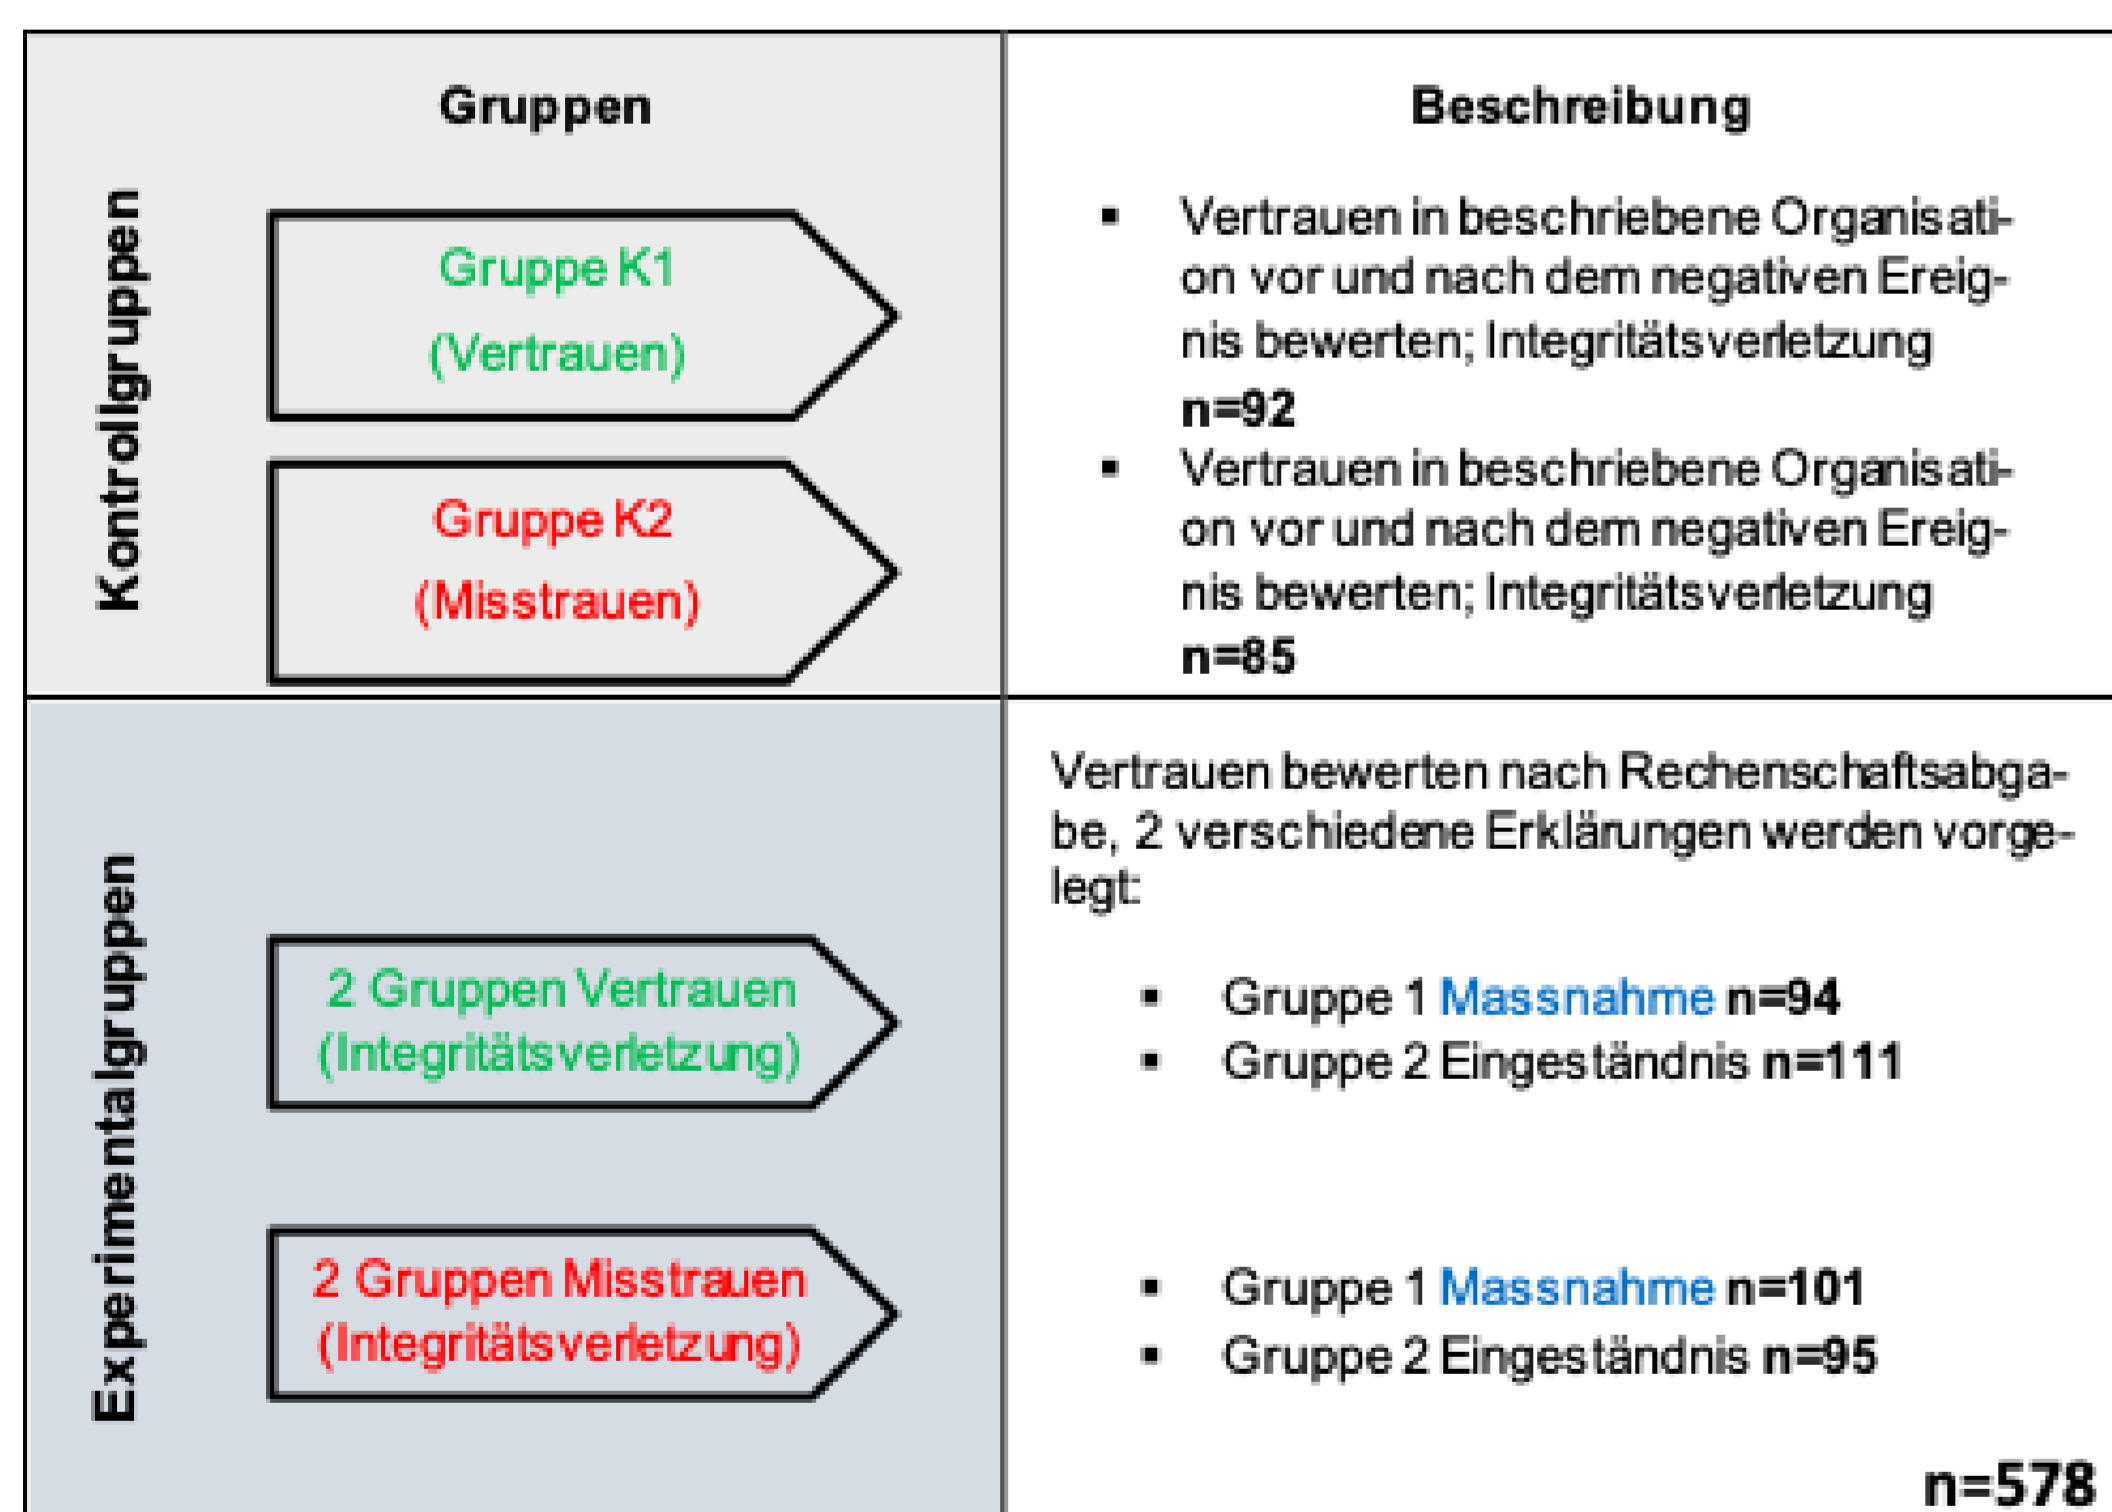 Gruppen
Beschreibung
Kontrollgruppen
Gruppe K1
(Vertrauen)
▪ Vertrauen in beschriebene Organisati-
on vor und nach dem negativen Ereig-
nis bewerten; Integritätsverletzung
n=92
Gruppe K2
(Misstrauen)
▪ Vertrauen in beschriebene Organisati-
on vor und nach dem negativen Ereig-
nis bewerten; Integritätsverletzung
n=85
Experimentalgruppen
Vertrauen bewerten nach Rechenschaftsabga-
be, 2 verschiedene Erklärungen werden vorge-
legt:
2 Gruppen Vertrauen
(Integritätsverletzung)
▪ Gruppe 1 Massnahme n=94
▪ Gruppe 2 Eingeständnis n=111
2 Gruppen Misstrauen
(Integritätsverletzung)
▪ Gruppe 1 Massnahme n=101
▪ Gruppe 2 Eingeständnis n=95
n=578